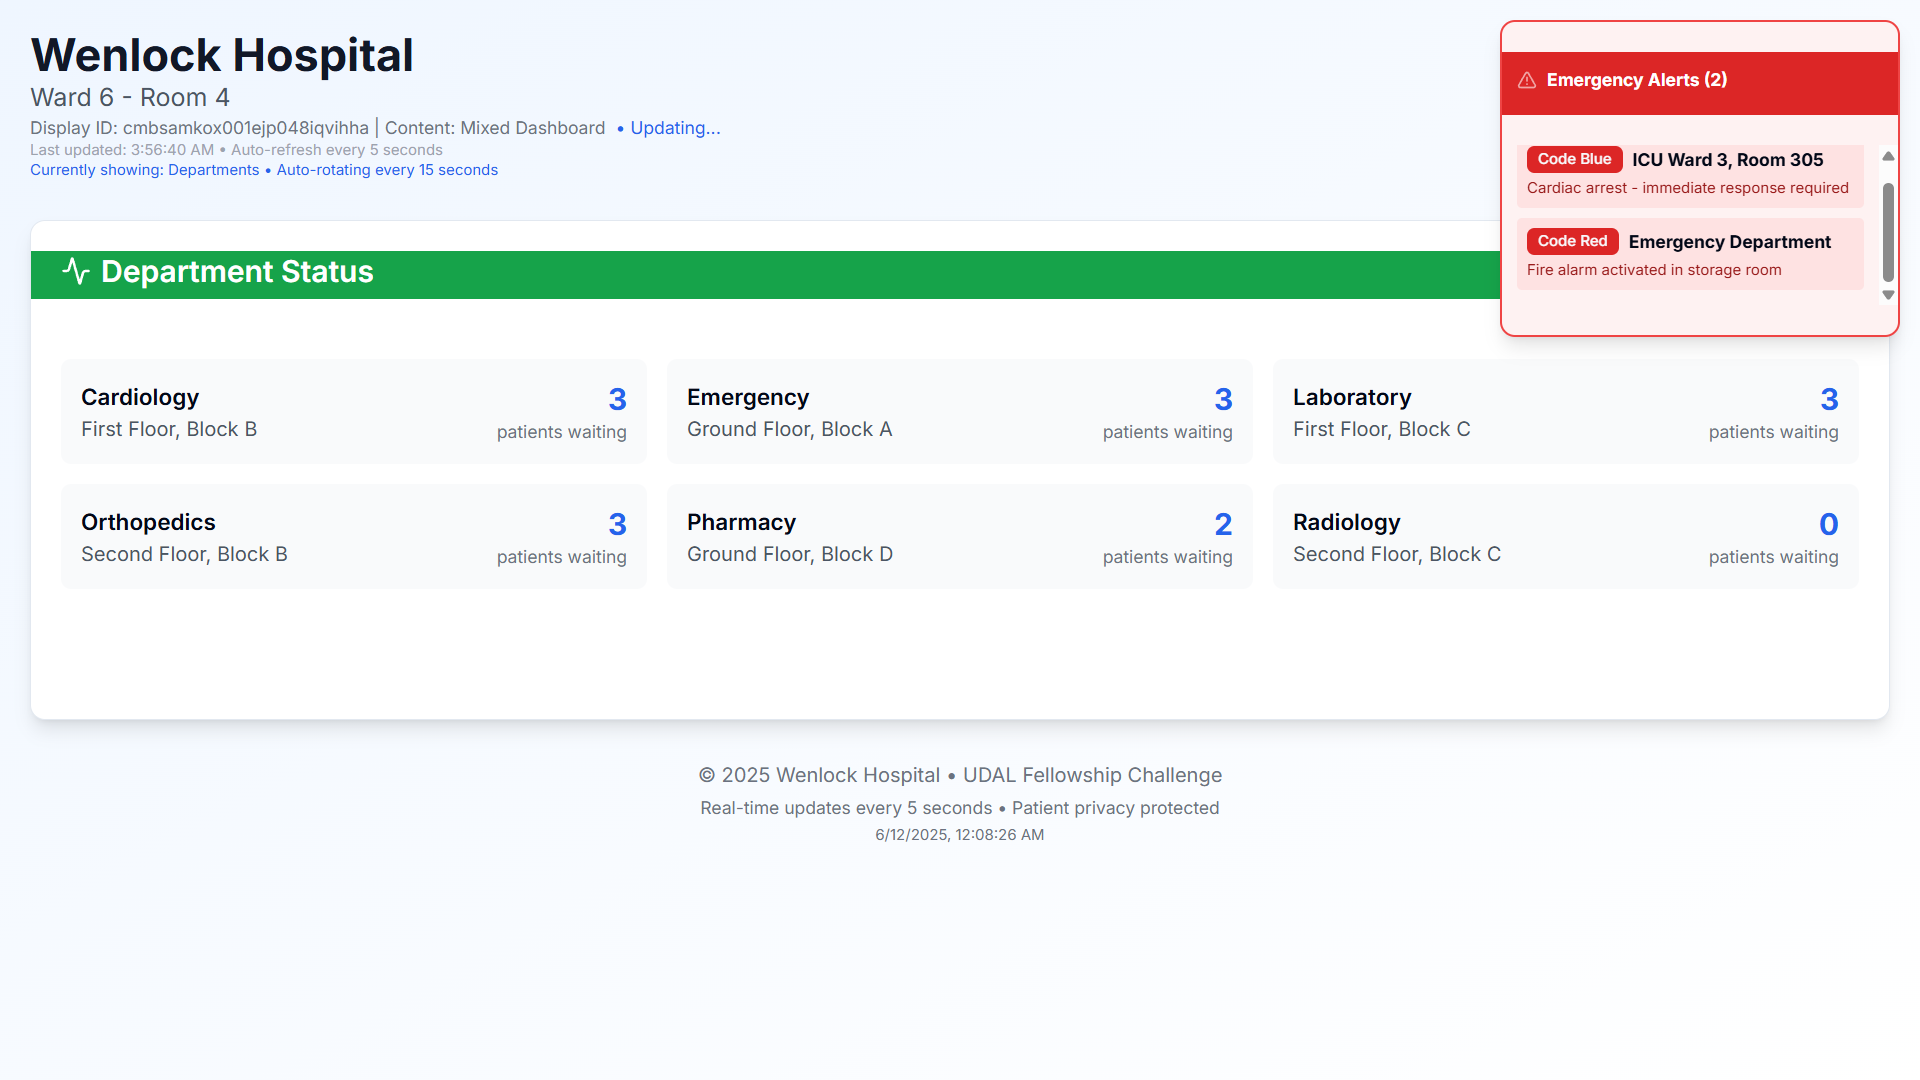 Wenlock Hospital
Ward 6 - Room 4
Display ID: cmbsamkox001ejp048iqvihha | Content: Mixed Dashboard • Updating...
Last updated: 3:56:40 AM • Auto-refresh every 5 seconds
Currently showing: Departments • Auto-rotating every 15 seconds
Emergency Alerts (2)
Code Blue ICU Ward 3, Room 305
Cardiac arrest - immediate response required
Code Red Emergency Department
Fire alarm activated in storage room
Department Status
Cardiology 3
First Floor, Block B patients waiting
Emergency 3
Ground Floor, Block A patients waiting
Laboratory 3
First Floor, Block C patients waiting
Orthopedics 3
Second Floor, Block B patients waiting
Pharmacy 2
Ground Floor, Block D patients waiting
Radiology 0
Second Floor, Block C patients waiting
© 2025 Wenlock Hospital • UDAL Fellowship Challenge
Real-time updates every 5 seconds • Patient privacy protected
6/12/2025, 12:08:26 AM